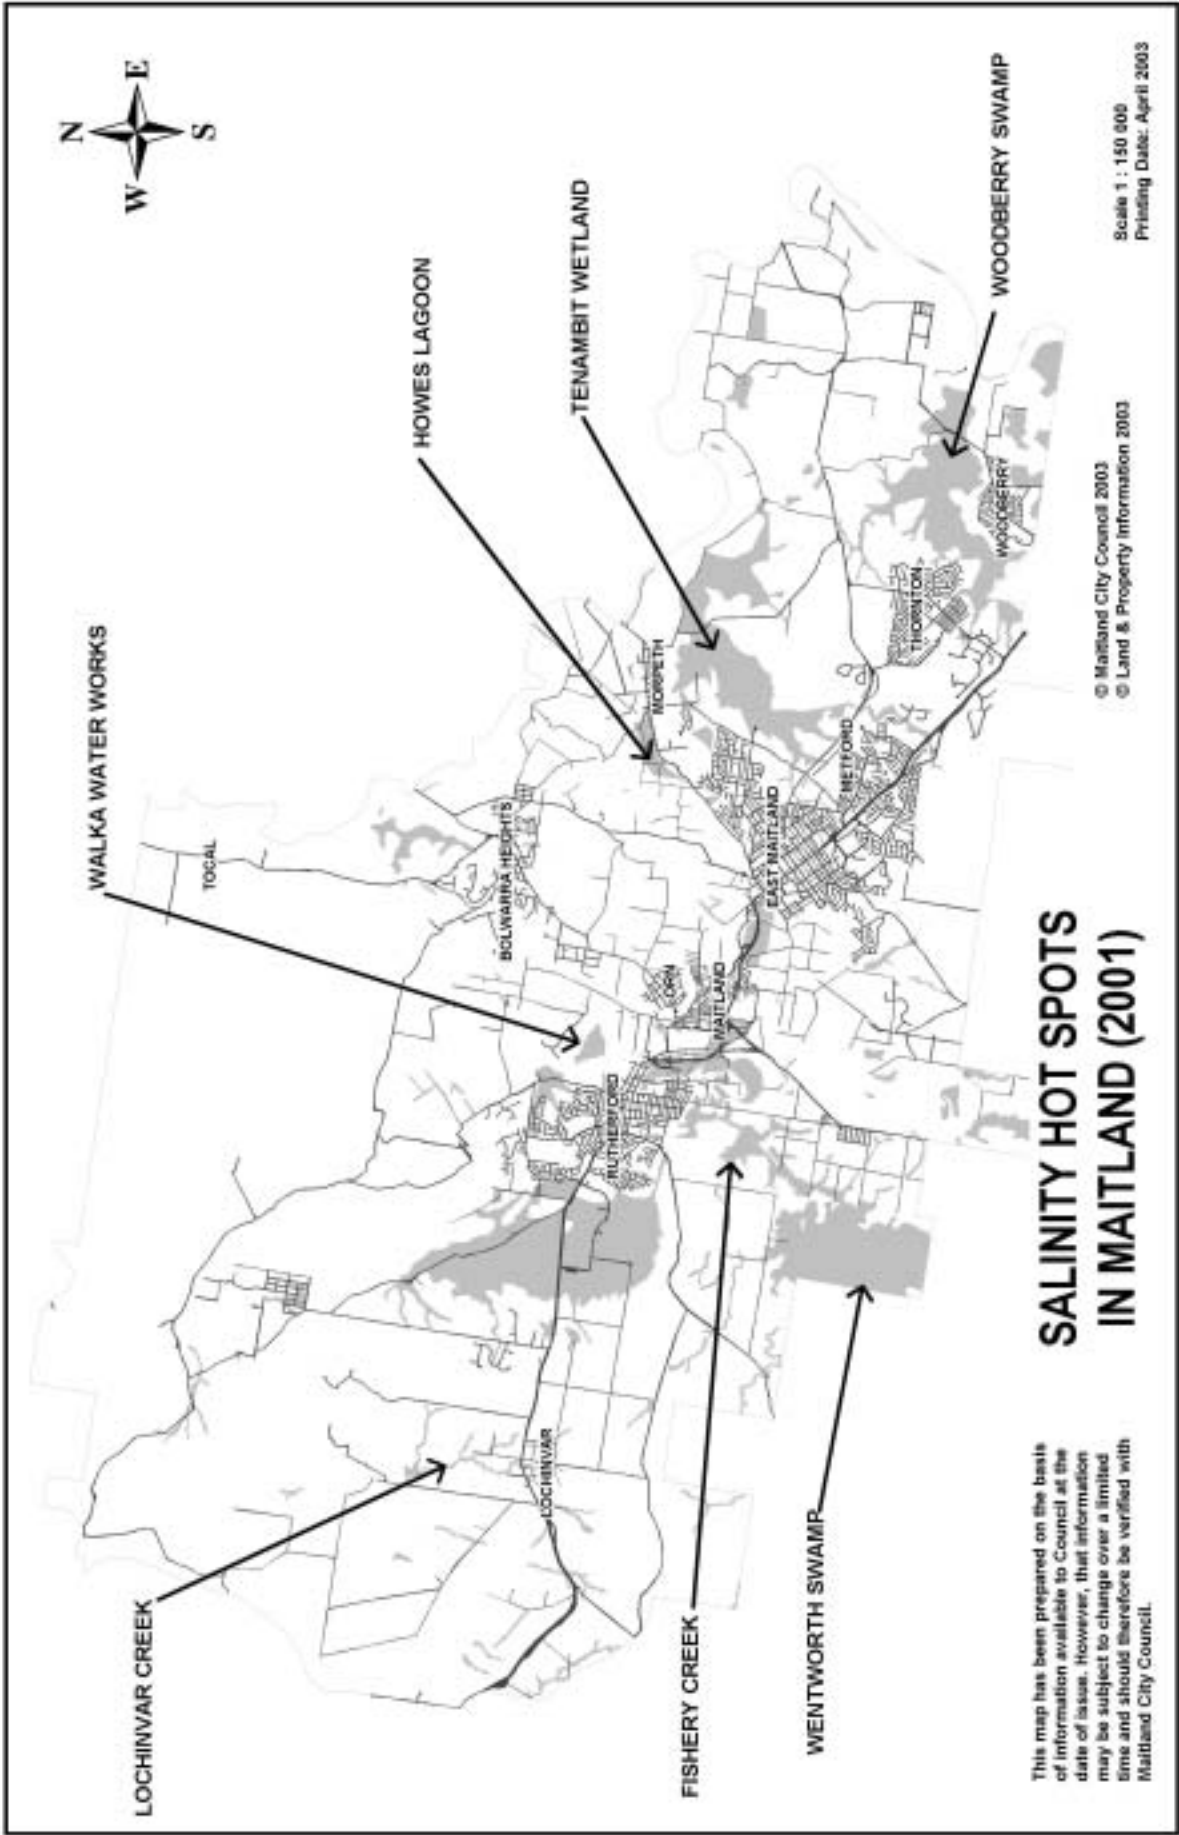 N
W
E
S
WALKA WATER WORKS
HOWES LAGOON
TENAMBIT WETLAND
WOODBERRY SWAMP
LOCHINVAR CREEK
FISHERY CREEK
WENTWORTH SWAMP
TOCAL
BOLWARRA HEIGHTS
MORPETH
LORN
MAITLAND
EAST MAITLAND
METFORD
THORNTON
WOODBERRY
RUTHERFORD
LOCHINVAR
SALINITY HOT SPOTS
IN MAITLAND (2001)
This map has been prepared on the basis
of information available to Council at the
date of issue. However, that information
may be subject to change over a limited
time and should therefore be verified with
Maitland City Council.
© Maitland City Council 2003
© Land & Property Information 2003
Scale 1 : 150 000
Printing Date: April 2003